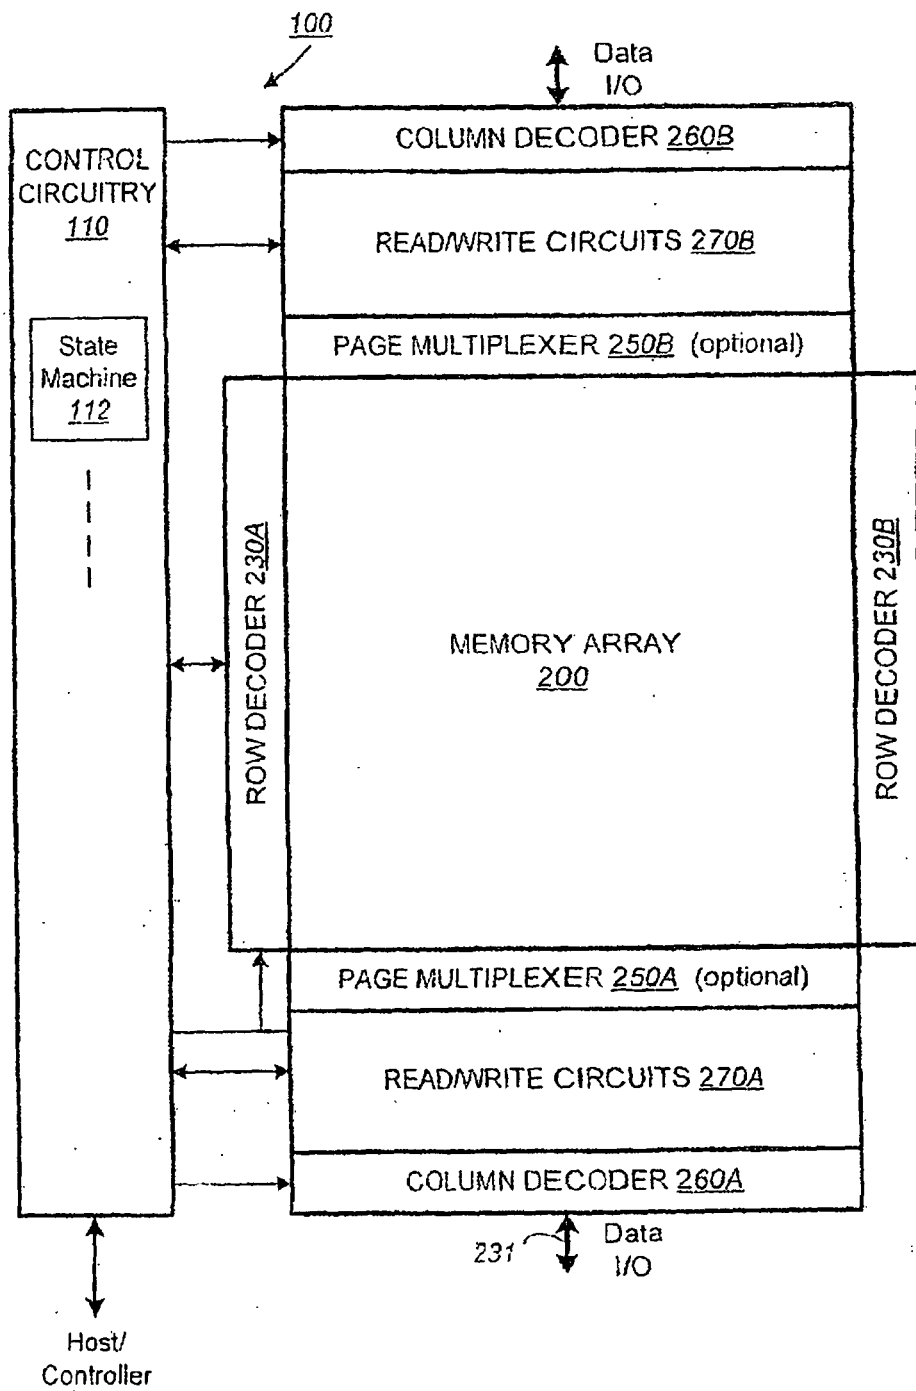 100
Data
I/O
CONTROL
CIRCUITRY
110
COLUMN DECODER 260B
READ/WRITE CIRCUITS 270B
State
Machine
112
PAGE MULTIPLEXER 250B (optional)
ROW DECODER 230A
MEMORY ARRAY
200
ROW DECODER 230B
PAGE MULTIPLEXER 250A (optional)
READ/WRITE CIRCUITS 270A
COLUMN DECODER 260A
231
Data
I/O
Host/
Controller